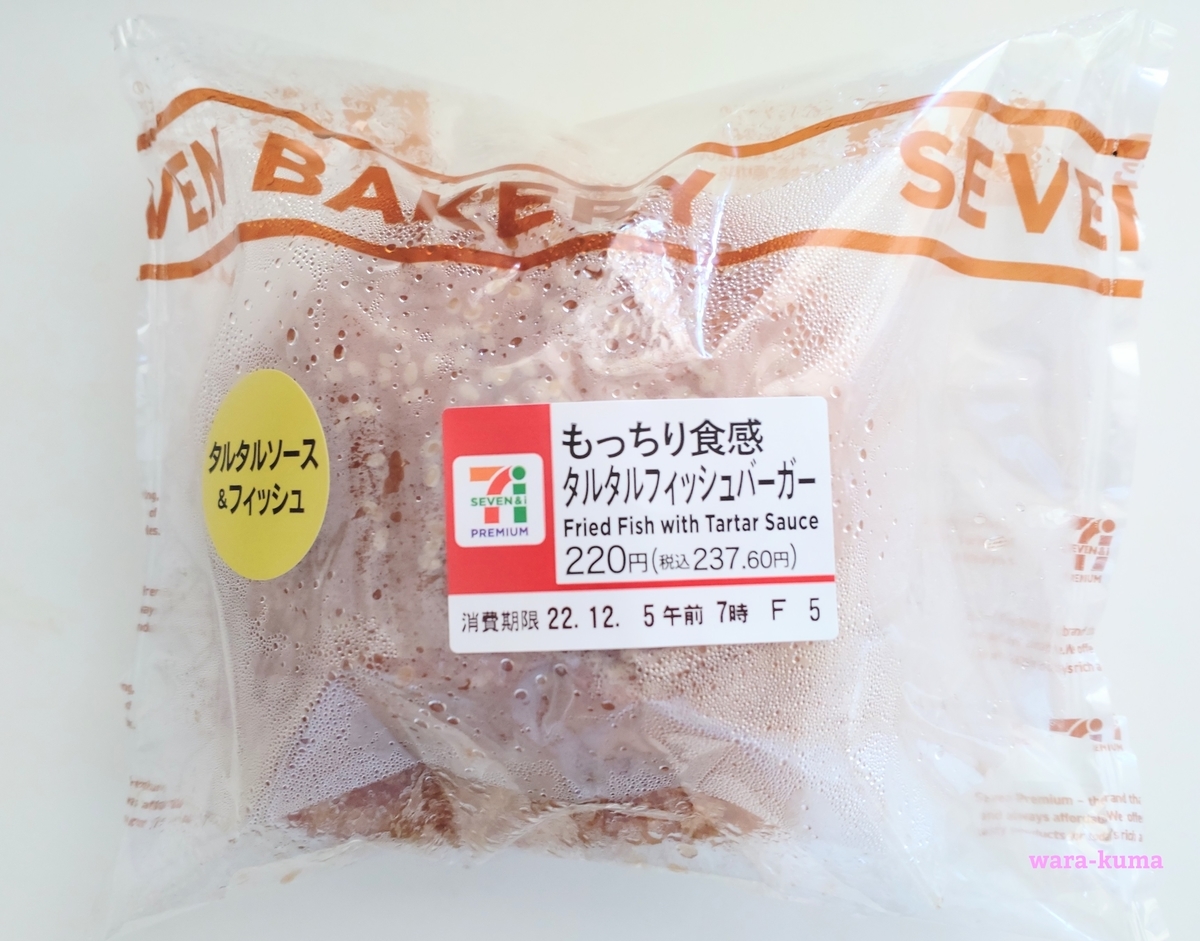 VEN BAKERY SEVEN
タルタルソース
&フィッシュ
もっちり食感
タルタルフィッシュバーガー
Fried Fish with Tartar Sauce
220円(税込237.60円)
SEVEN&i
PREMIUM
消費期限 22.12. 5午前 7時 F 5
wara-kuma